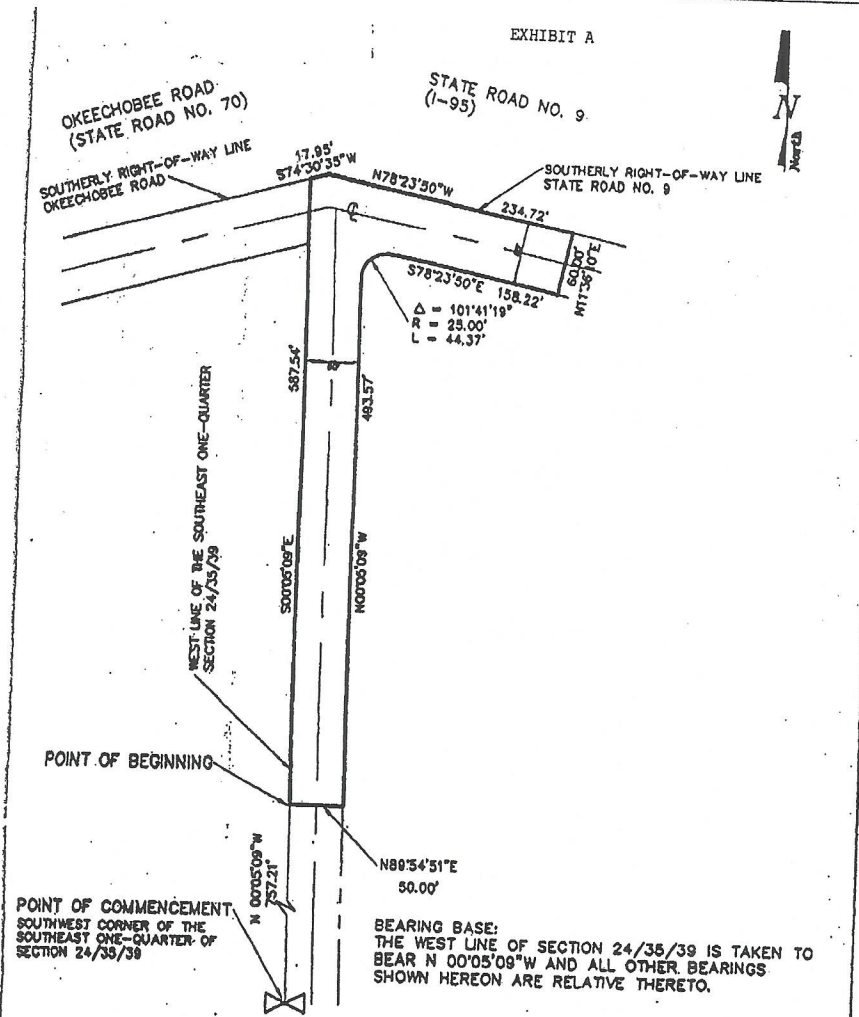 EXHIBIT A
N
North
OKEECHOBEE ROAD
(STATE ROAD NO. 70)
STATE ROAD NO. 9
(I-95)
SOUTHERLY RIGHT-OF-WAY LINE
OKEECHOBEE ROAD
17.95'
S74°30'35"W
N78°23'50"W
SOUTHERLY RIGHT-OF-WAY LINE
STATE ROAD NO. 9
234.72'
60.00'
N11°36'10"E
S78°23'50"E
158.22'
Δ = 101°41'19"
R = 25.00'
L = 44.37'
587.54'
493.57'
WEST LINE OF THE SOUTHEAST ONE-QUARTER
SECTION 24/35/39
S00°05'09"E
N00°05'09"W
POINT OF BEGINNING
N89°54'51"E
50.00'
N 00°05'09"W
757.21'
POINT OF COMMENCEMENT
SOUTHWEST CORNER OF THE
SOUTHEAST ONE-QUARTER OF
SECTION 24/35/39
BEARING BASE:
THE WEST LINE OF SECTION 24/35/39 IS TAKEN TO
BEAR N 00°05'09"W AND ALL OTHER BEARINGS
SHOWN HEREON ARE RELATIVE THERETO.